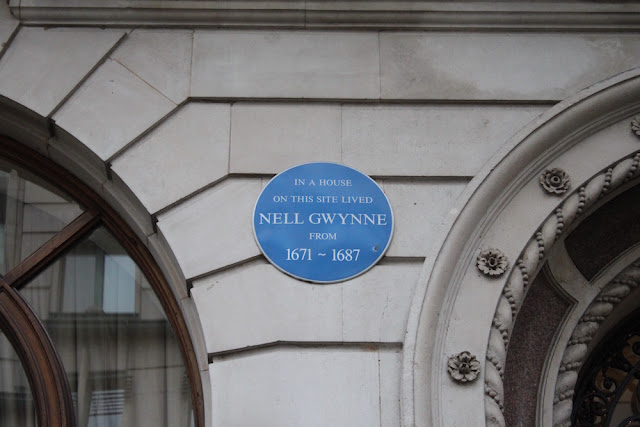 IN A HOUSE
ON THIS SITE LIVED
NELL GWYNNE
FROM
1671 ~ 1687